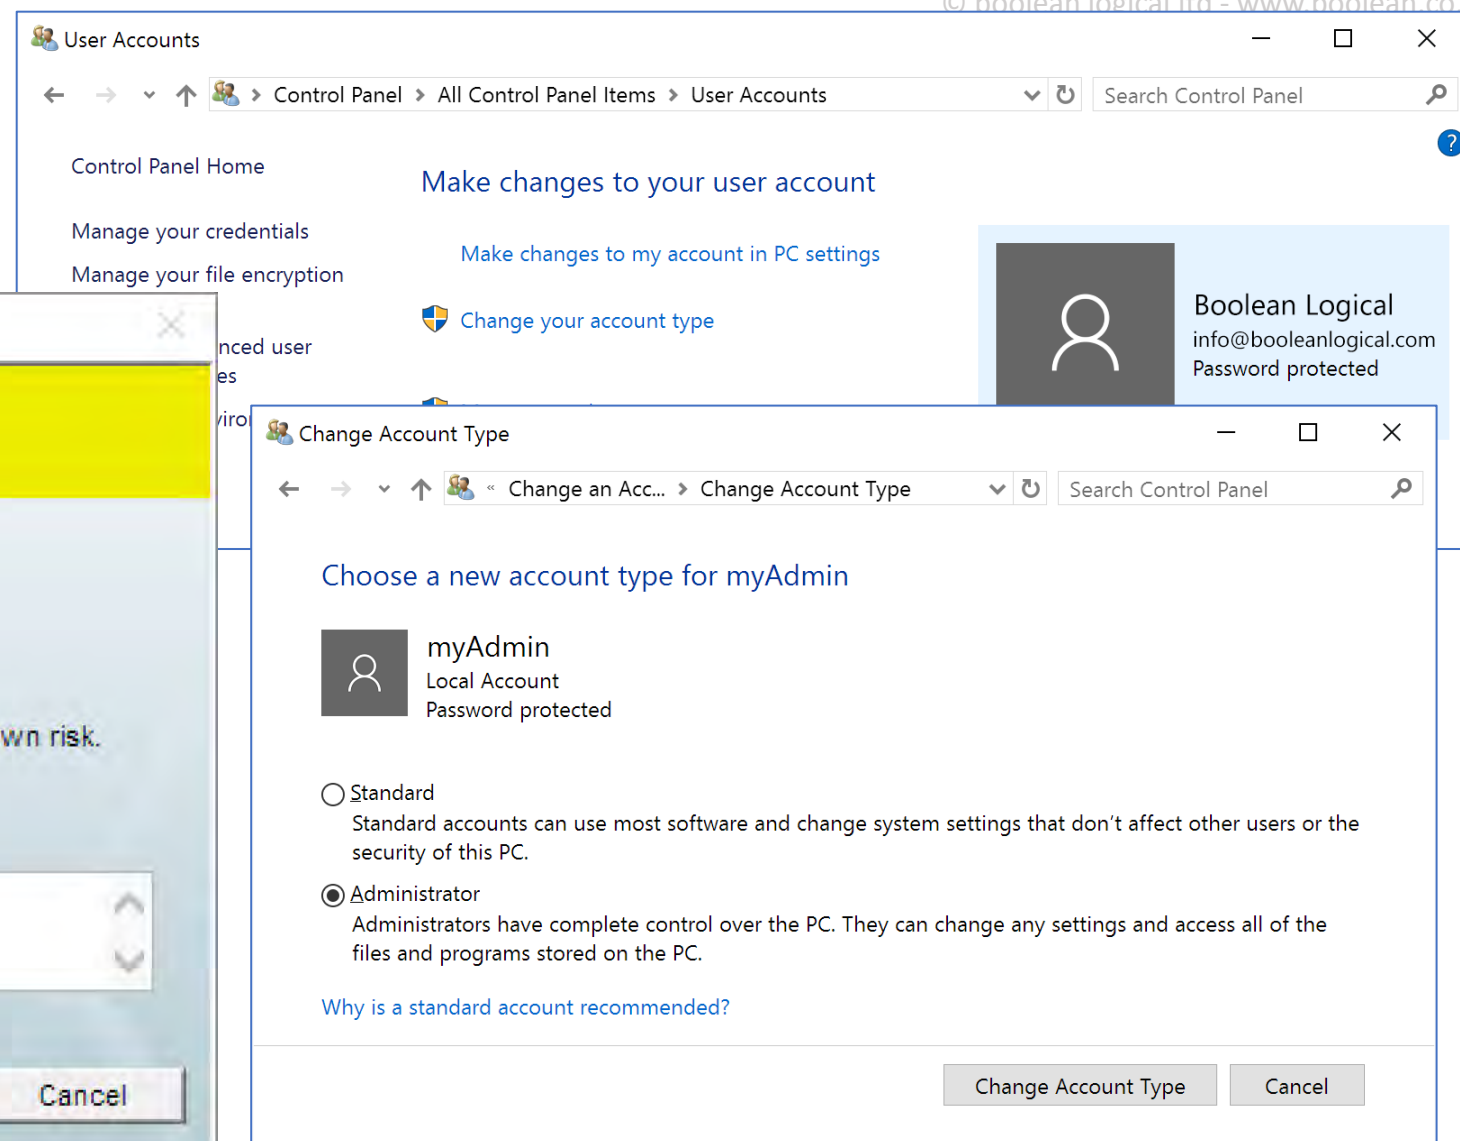 © boolean logical ltd - www.boolean.co
User Accounts
Control Panel > All Control Panel Items > User Accounts
Search Control Panel
?
Control Panel Home
Make changes to your user account
Manage your credentials
Make changes to my account in PC settings
Manage your file encryption
Boolean Logical
info@booleanlogical.com
Password protected
Change your account type
nced user
es
Change Account Type
« Change an Acc... > Change Account Type
Search Control Panel
Choose a new account type for myAdmin
myAdmin
Local Account
Password protected
wn risk.
Standard
Standard accounts can use most software and change system settings that don't affect other users or the
security of this PC.
Administrator
Administrators have complete control over the PC. They can change any settings and access all of the
files and programs stored on the PC.
Why is a standard account recommended?
Change Account Type
Cancel
Cancel